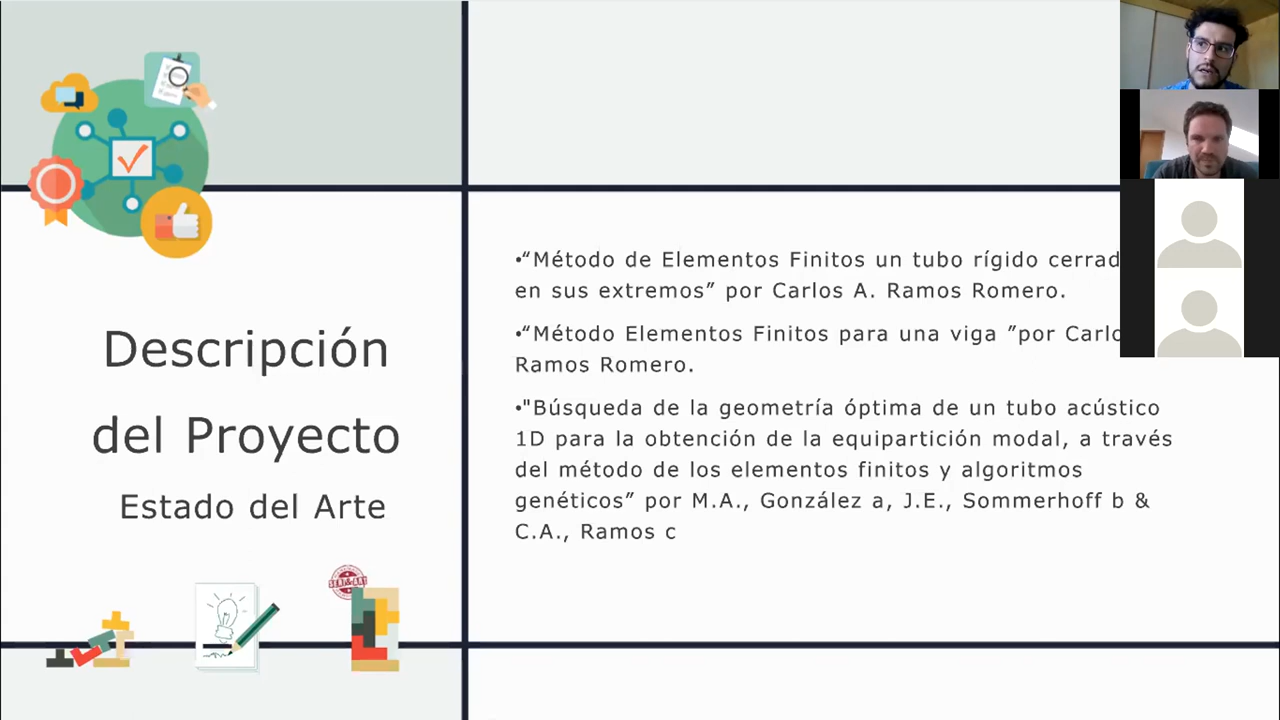 Descripción
del Proyecto
Estado del Arte
•“Método de Elementos Finitos un tubo rígido
en sus extremos” por Carlos A. Ramos Romero.
•“Método Elementos Finitos para una viga ”por
Ramos Romero.
•"Búsqueda de la geometría óptima de un tubo acústico
1D para la obtención de la equipartición modal, a través
del método de los elementos finitos y algoritmos
genéticos” por M.A., González a, J.E., Sommerhoff b &
C.A., Ramos c